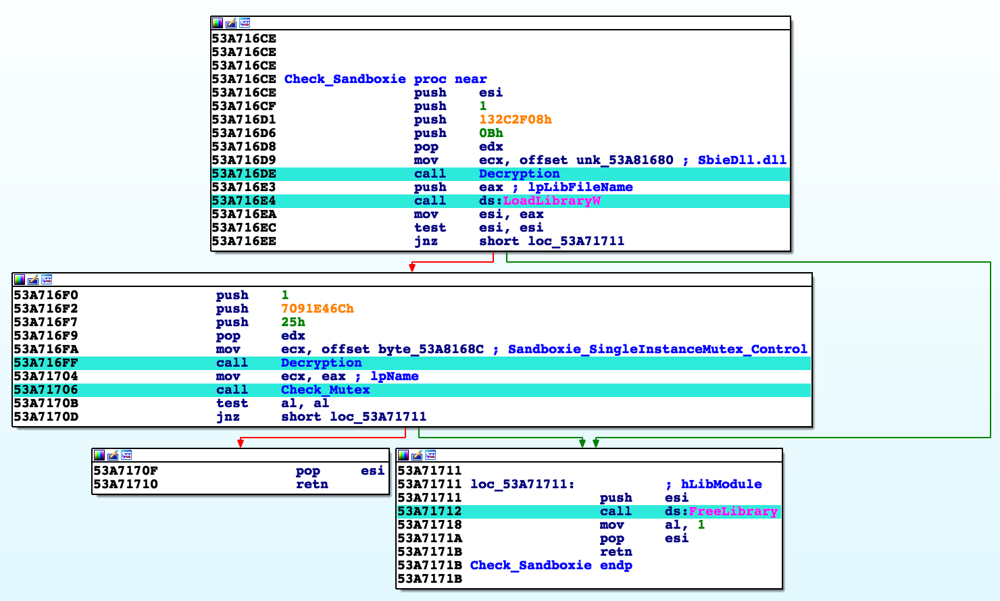 53A716CE
53A716CE
53A716CE
53A716CE Check_Sandboxie proc near
53A716CE push esi
53A716CF push 1
53A716D1 push 132C2F08h
53A716D6 push 0Bh
53A716D8 pop edx
53A716D9 mov ecx, offset unk_53A81680 ; SbieDll.dll
53A716DE call Decryption
53A716E3 push eax ; lpLibFileName
53A716E4 call ds:LoadLibraryW
53A716EA mov esi, eax
53A716EC test esi, esi
53A716EE jnz short loc_53A71711
53A716F0 push 1
53A716F2 push 7091E46Ch
53A716F7 push 25h
53A716F9 pop edx
53A716FA mov ecx, offset byte_53A8168C ; Sandboxie_SingleInstanceMutex_Control
53A716FF call Decryption
53A71704 mov ecx, eax ; lpName
53A71706 call Check_Mutex
53A7170B test al, al
53A7170D jnz short loc_53A71711
53A7170F pop esi
53A71710 retn
53A71711
53A71711 loc_53A71711: ; hLibModule
53A71711 push esi
53A71712 call ds:FreeLibrary
53A71718 mov al, 1
53A7171A pop esi
53A7171B retn
53A7171B Check_Sandboxie endp
53A7171B